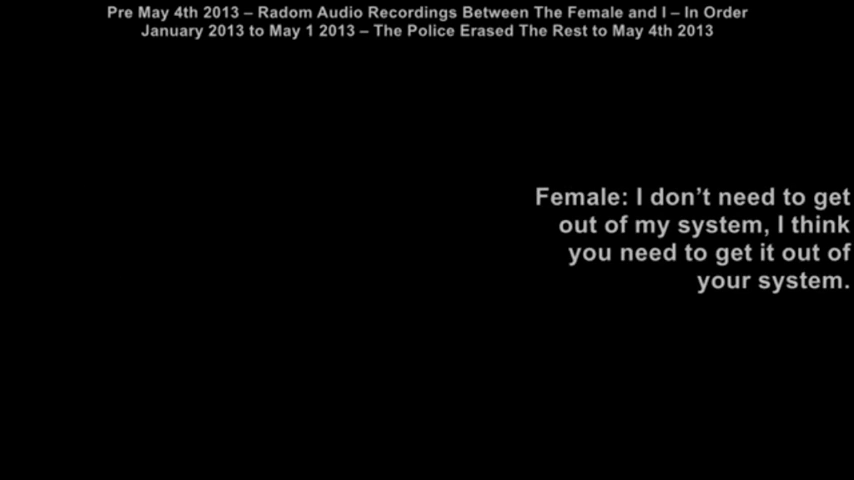 Pre May 4th 2013 – Radom Audio Recordings Between The Female and I – In Order
January 2013 to May 1 2013 – The Police Erased The Rest to May 4th 2013
Female: I don’t need to get
out of my system, I think
you need to get it out of
your system.